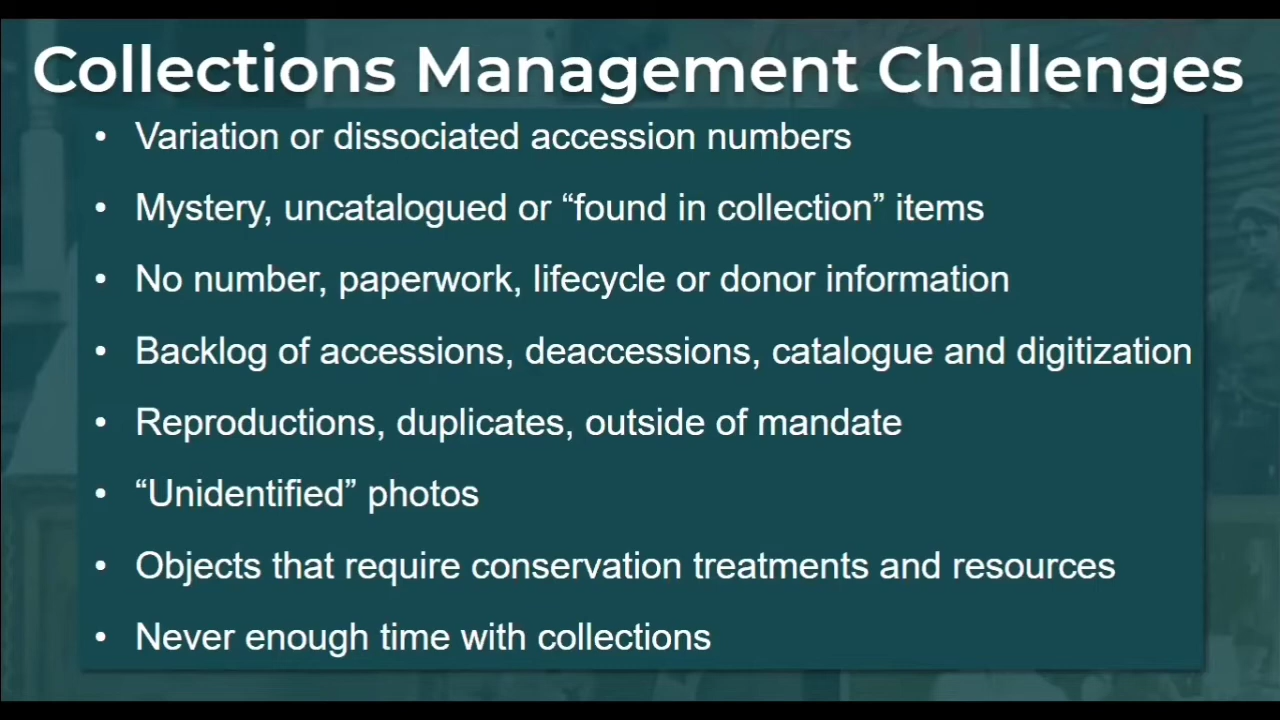 Collections Management Challenges
• Variation or dissociated accession numbers
• Mystery, uncatalogued or “found in collection” items
• No number, paperwork, lifecycle or donor information
• Backlog of accessions, deaccessions, catalogue and digitization
• Reproductions, duplicates, outside of mandate
• “Unidentified” photos
• Objects that require conservation treatments and resources
• Never enough time with collections